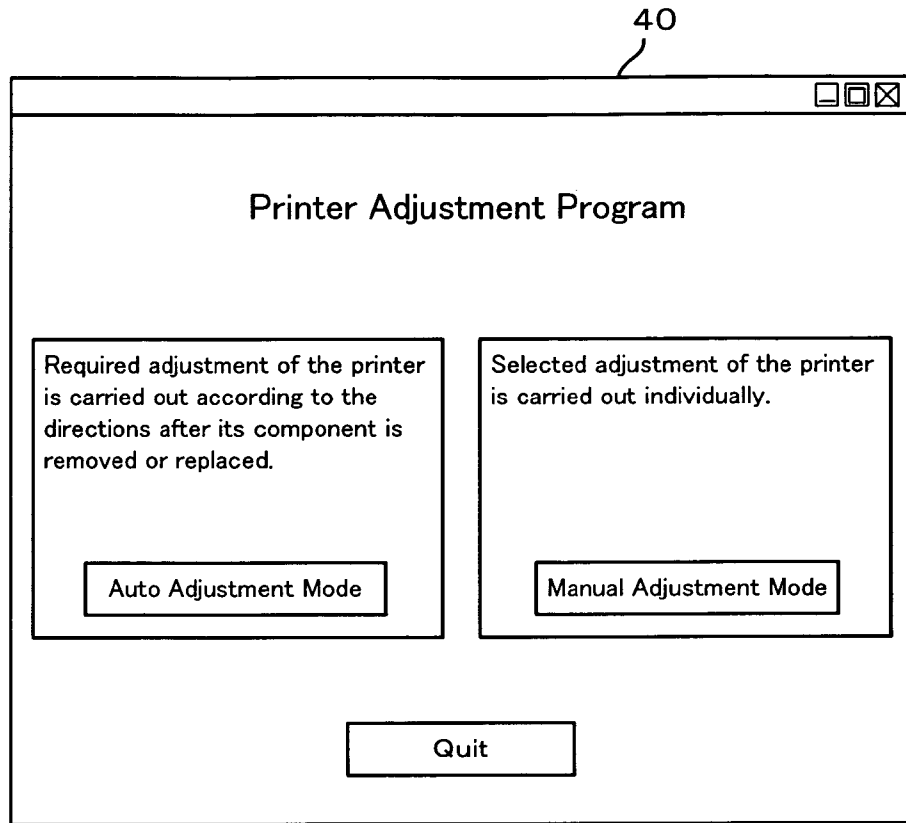 40
Printer Adjustment Program
Required adjustment of the printer
is carried out according to the
directions after its component is
removed or replaced.
Auto Adjustment Mode
Selected adjustment of the printer
is carried out individually.
Manual Adjustment Mode
Quit